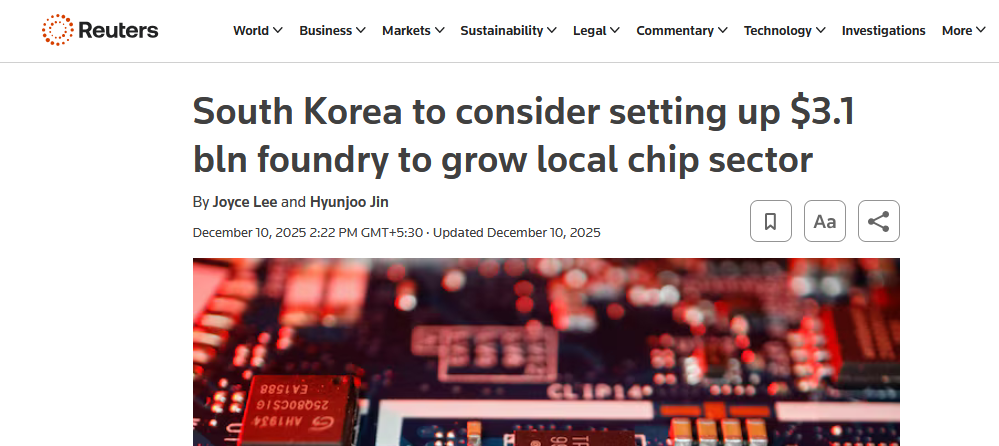 Reuters
World Business Markets Sustainability Legal Commentary Technology Investigations More
South Korea to consider setting up $3.1
bln foundry to grow local chip sector
By Joyce Lee and Hyunjoo Jin
December 10, 2025 2:22 PM GMT+5:30 · Updated December 10, 2025
Aa
CLIP14
EA1588
25Q80CSIG
AH1934